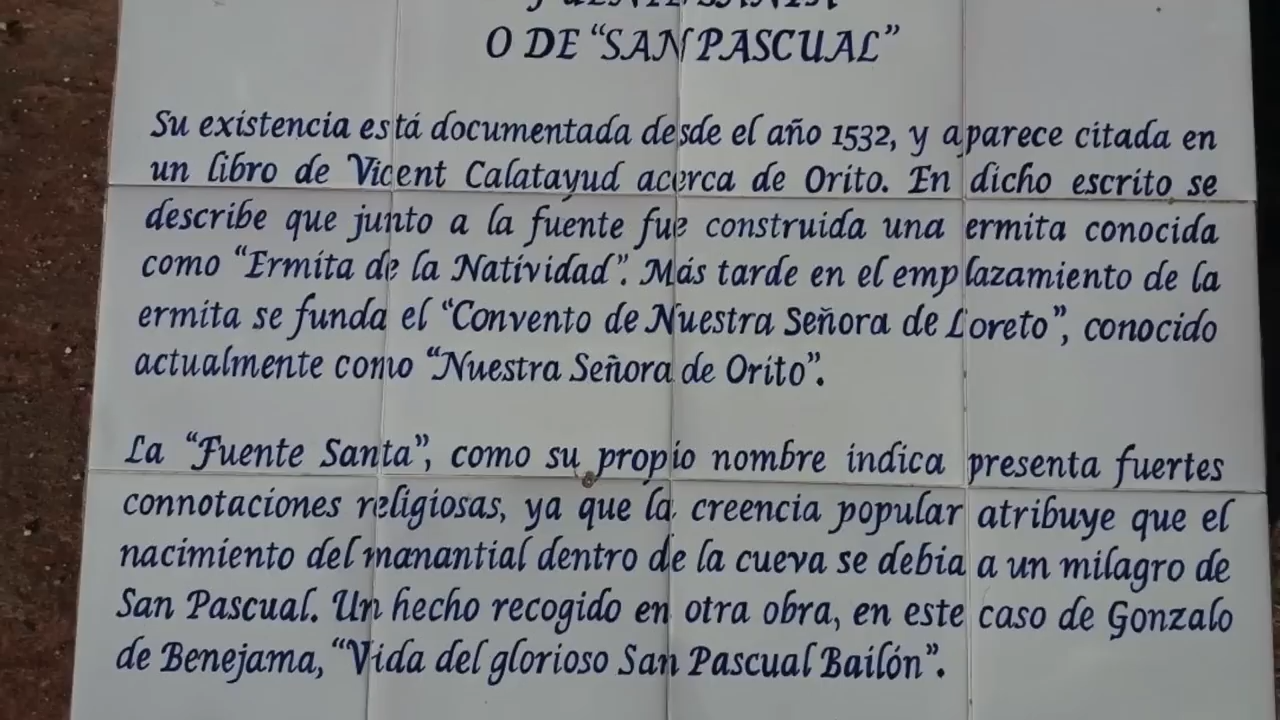 FUENTE SANTA
O DE “SAN PASCUAL”
Su existencia está documentada desde el año 1532, y aparece citada en
un libro de Vicent Calatayud acerca de Orito. En dicho escrito se
describe que junto a la fuente fue construida una ermita conocida
como “Ermita de la Natividad”. Más tarde en el emplazamiento de la
ermita se funda el “Convento de Nuestra Señora de Loreto”, conocido
actualmente como “Nuestra Señora de Orito”.
La “Fuente Santa”, como su propio nombre indica presenta fuertes
connotaciones religiosas, ya que la creencia popular atribuye que el
nacimiento del manantial dentro de la cueva se debia a un milagro de
San Pascual. Un hecho recogido en otra obra, en este caso de Gonzalo
de Benejama, “Vida del glorioso San Pascual Bailón”.